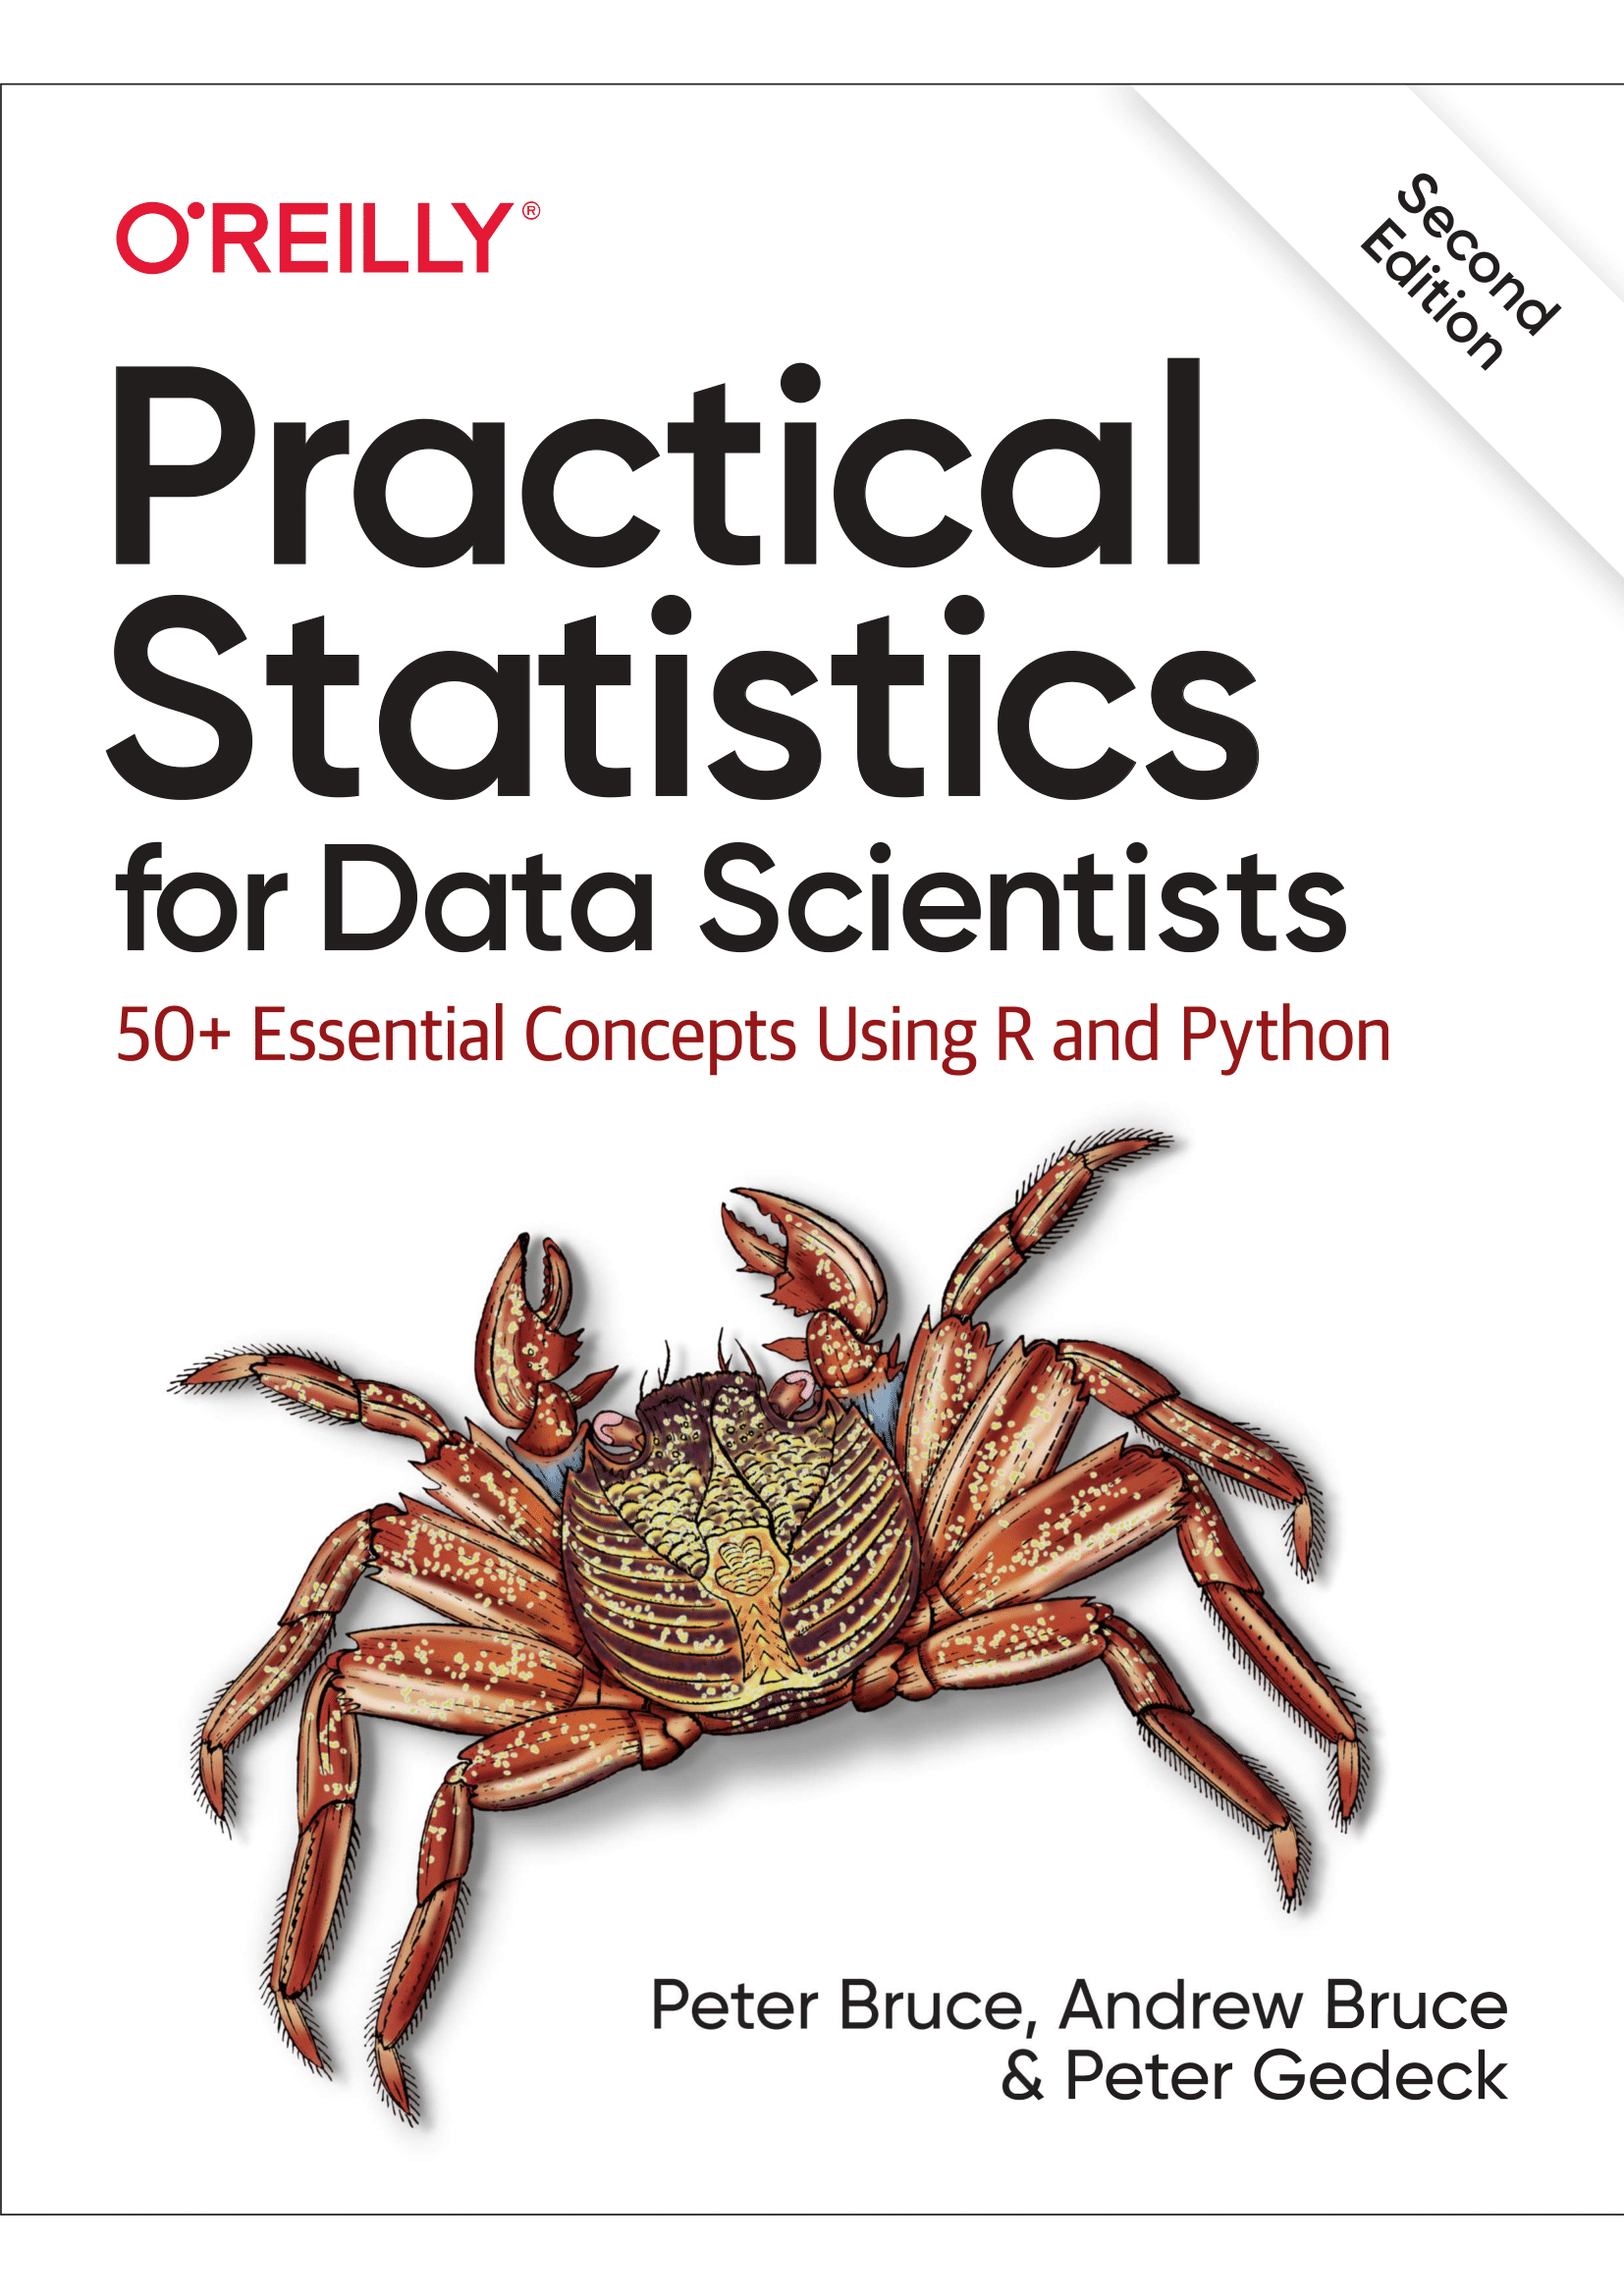 O'REILLY®
Second
Edition
Practical
Statistics
for Data Scientists
50+ Essential Concepts Using R and Python
Peter Bruce, Andrew Bruce
& Peter Gedeck